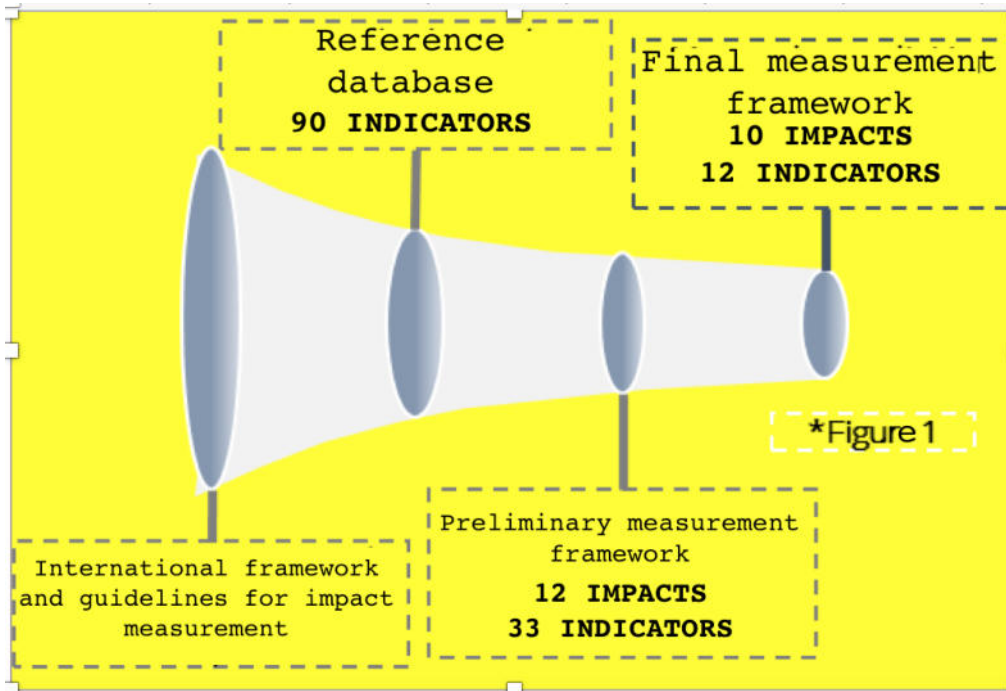 Reference
database
90 INDICATORS
Final measurement
framework
10 IMPACTS
12 INDICATORS
*Figure 1
International framework
and guidelines for impact
measurement
Preliminary measurement
framework
12 IMPACTS
33 INDICATORS